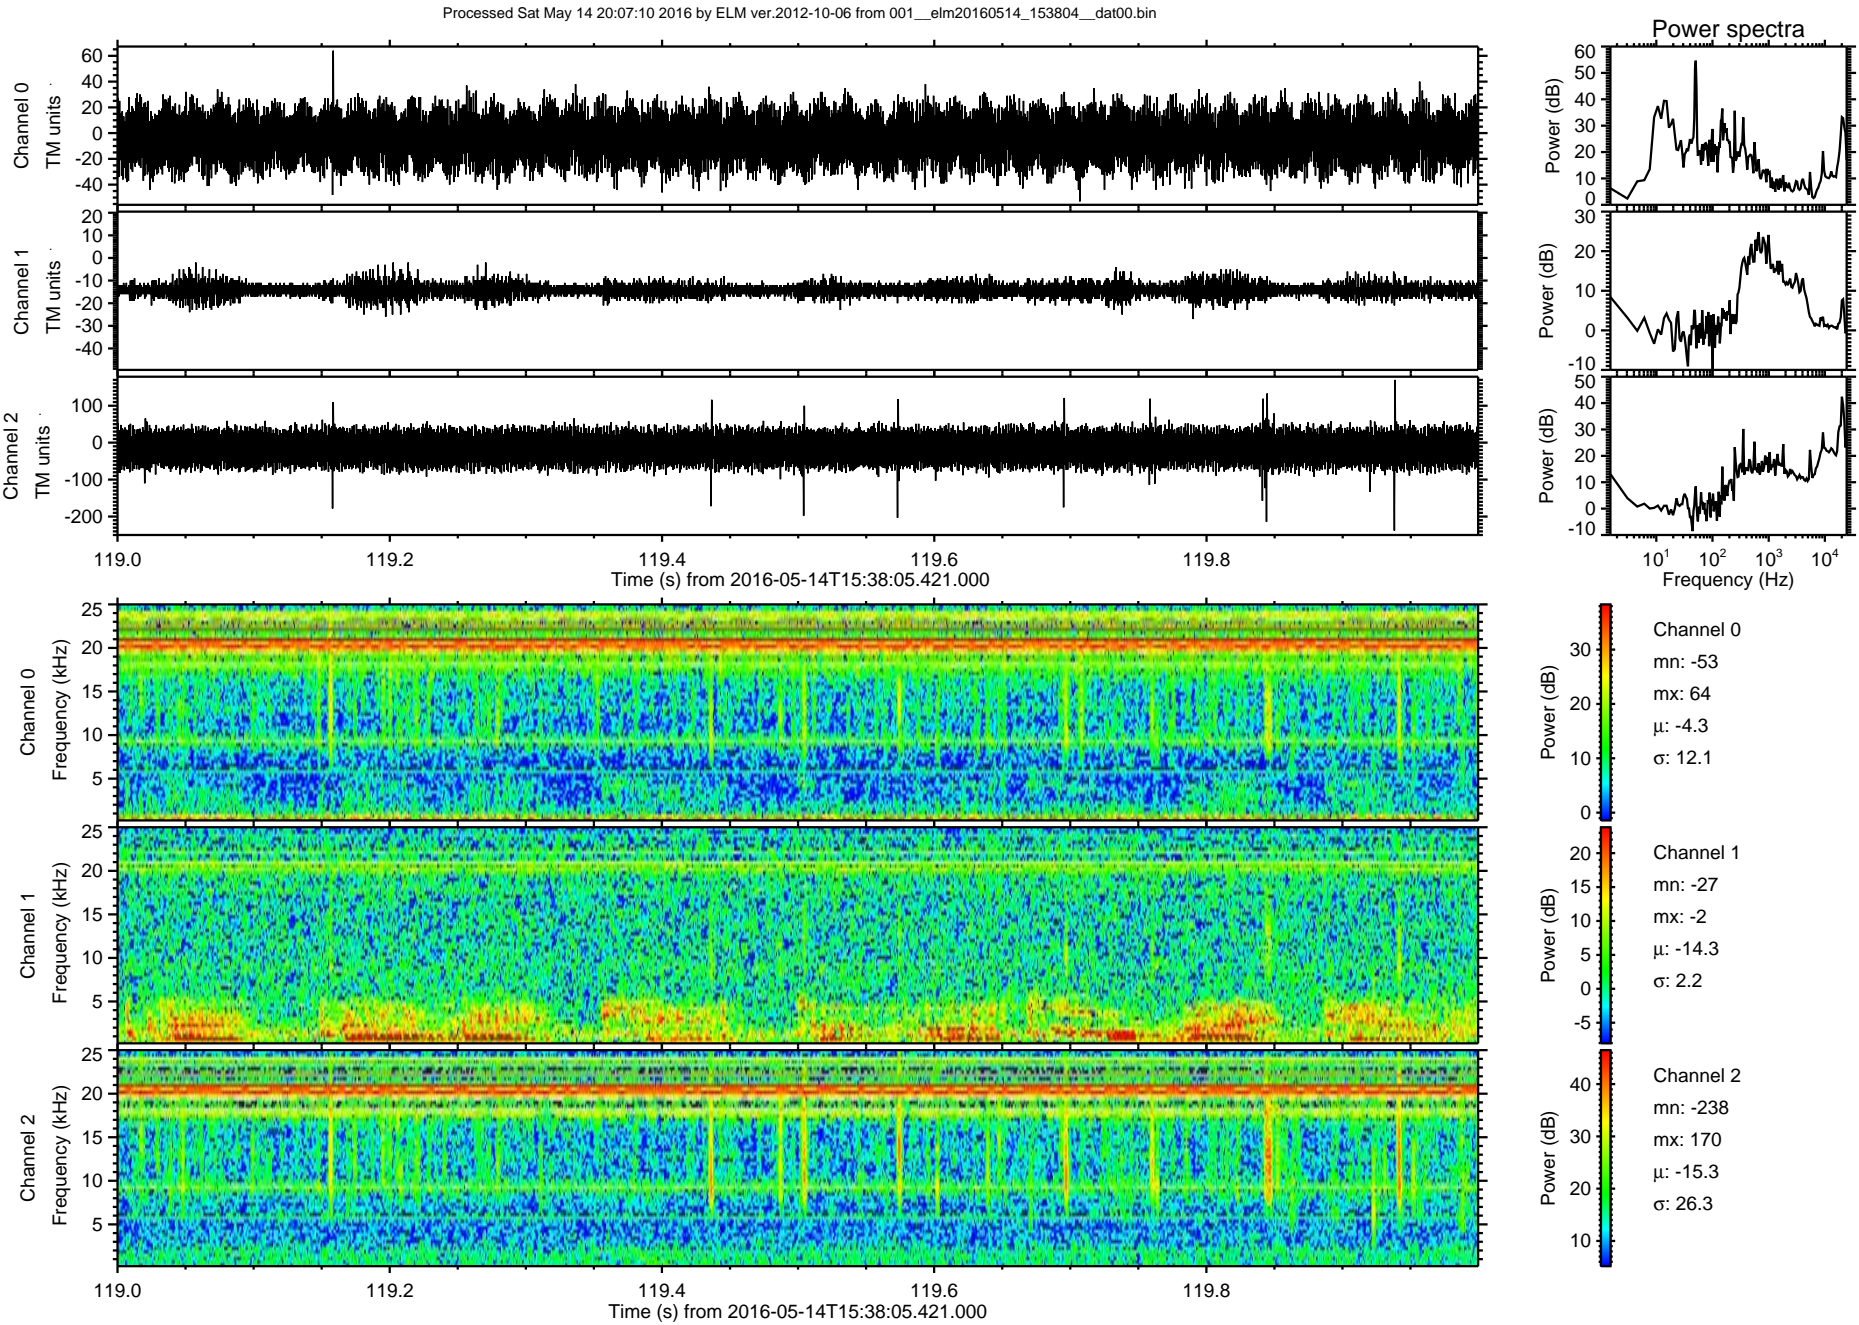 Processed Sat May 14 20:07:10 2016 by ELM ver.2012-10-06 from 001__elm20160514_153804__dat00.bin
Power spectra
Channel 0
TM units
60
40
20
0
-20
-40
Power (dB)
60
50
40
30
20
10
0
Channel 1
TM units
20
10
0
-10
-20
-30
-40
Power (dB)
30
20
10
0
-10
Channel 2
TM units
100
0
-100
-200
Power (dB)
50
40
30
20
10
0
-10
119.0 119.2 119.4 119.6 119.8
Time (s) from 2016-05-14T15:38:05.421.000
10^1 10^2 10^3 10^4
Frequency (Hz)
Channel 0
Frequency (kHz)
25
20
15
10
5
Power (dB)
30
20
10
0
Channel 0
mn: -53
mx: 64
μ: -4.3
σ: 12.1
Channel 1
Frequency (kHz)
25
20
15
10
5
Power (dB)
20
15
10
5
0
-5
Channel 1
mn: -27
mx: -2
μ: -14.3
σ: 2.2
Channel 2
Frequency (kHz)
25
20
15
10
5
Power (dB)
40
30
20
10
Channel 2
mn: -238
mx: 170
μ: -15.3
σ: 26.3
119.0 119.2 119.4 119.6 119.8
Time (s) from 2016-05-14T15:38:05.421.000